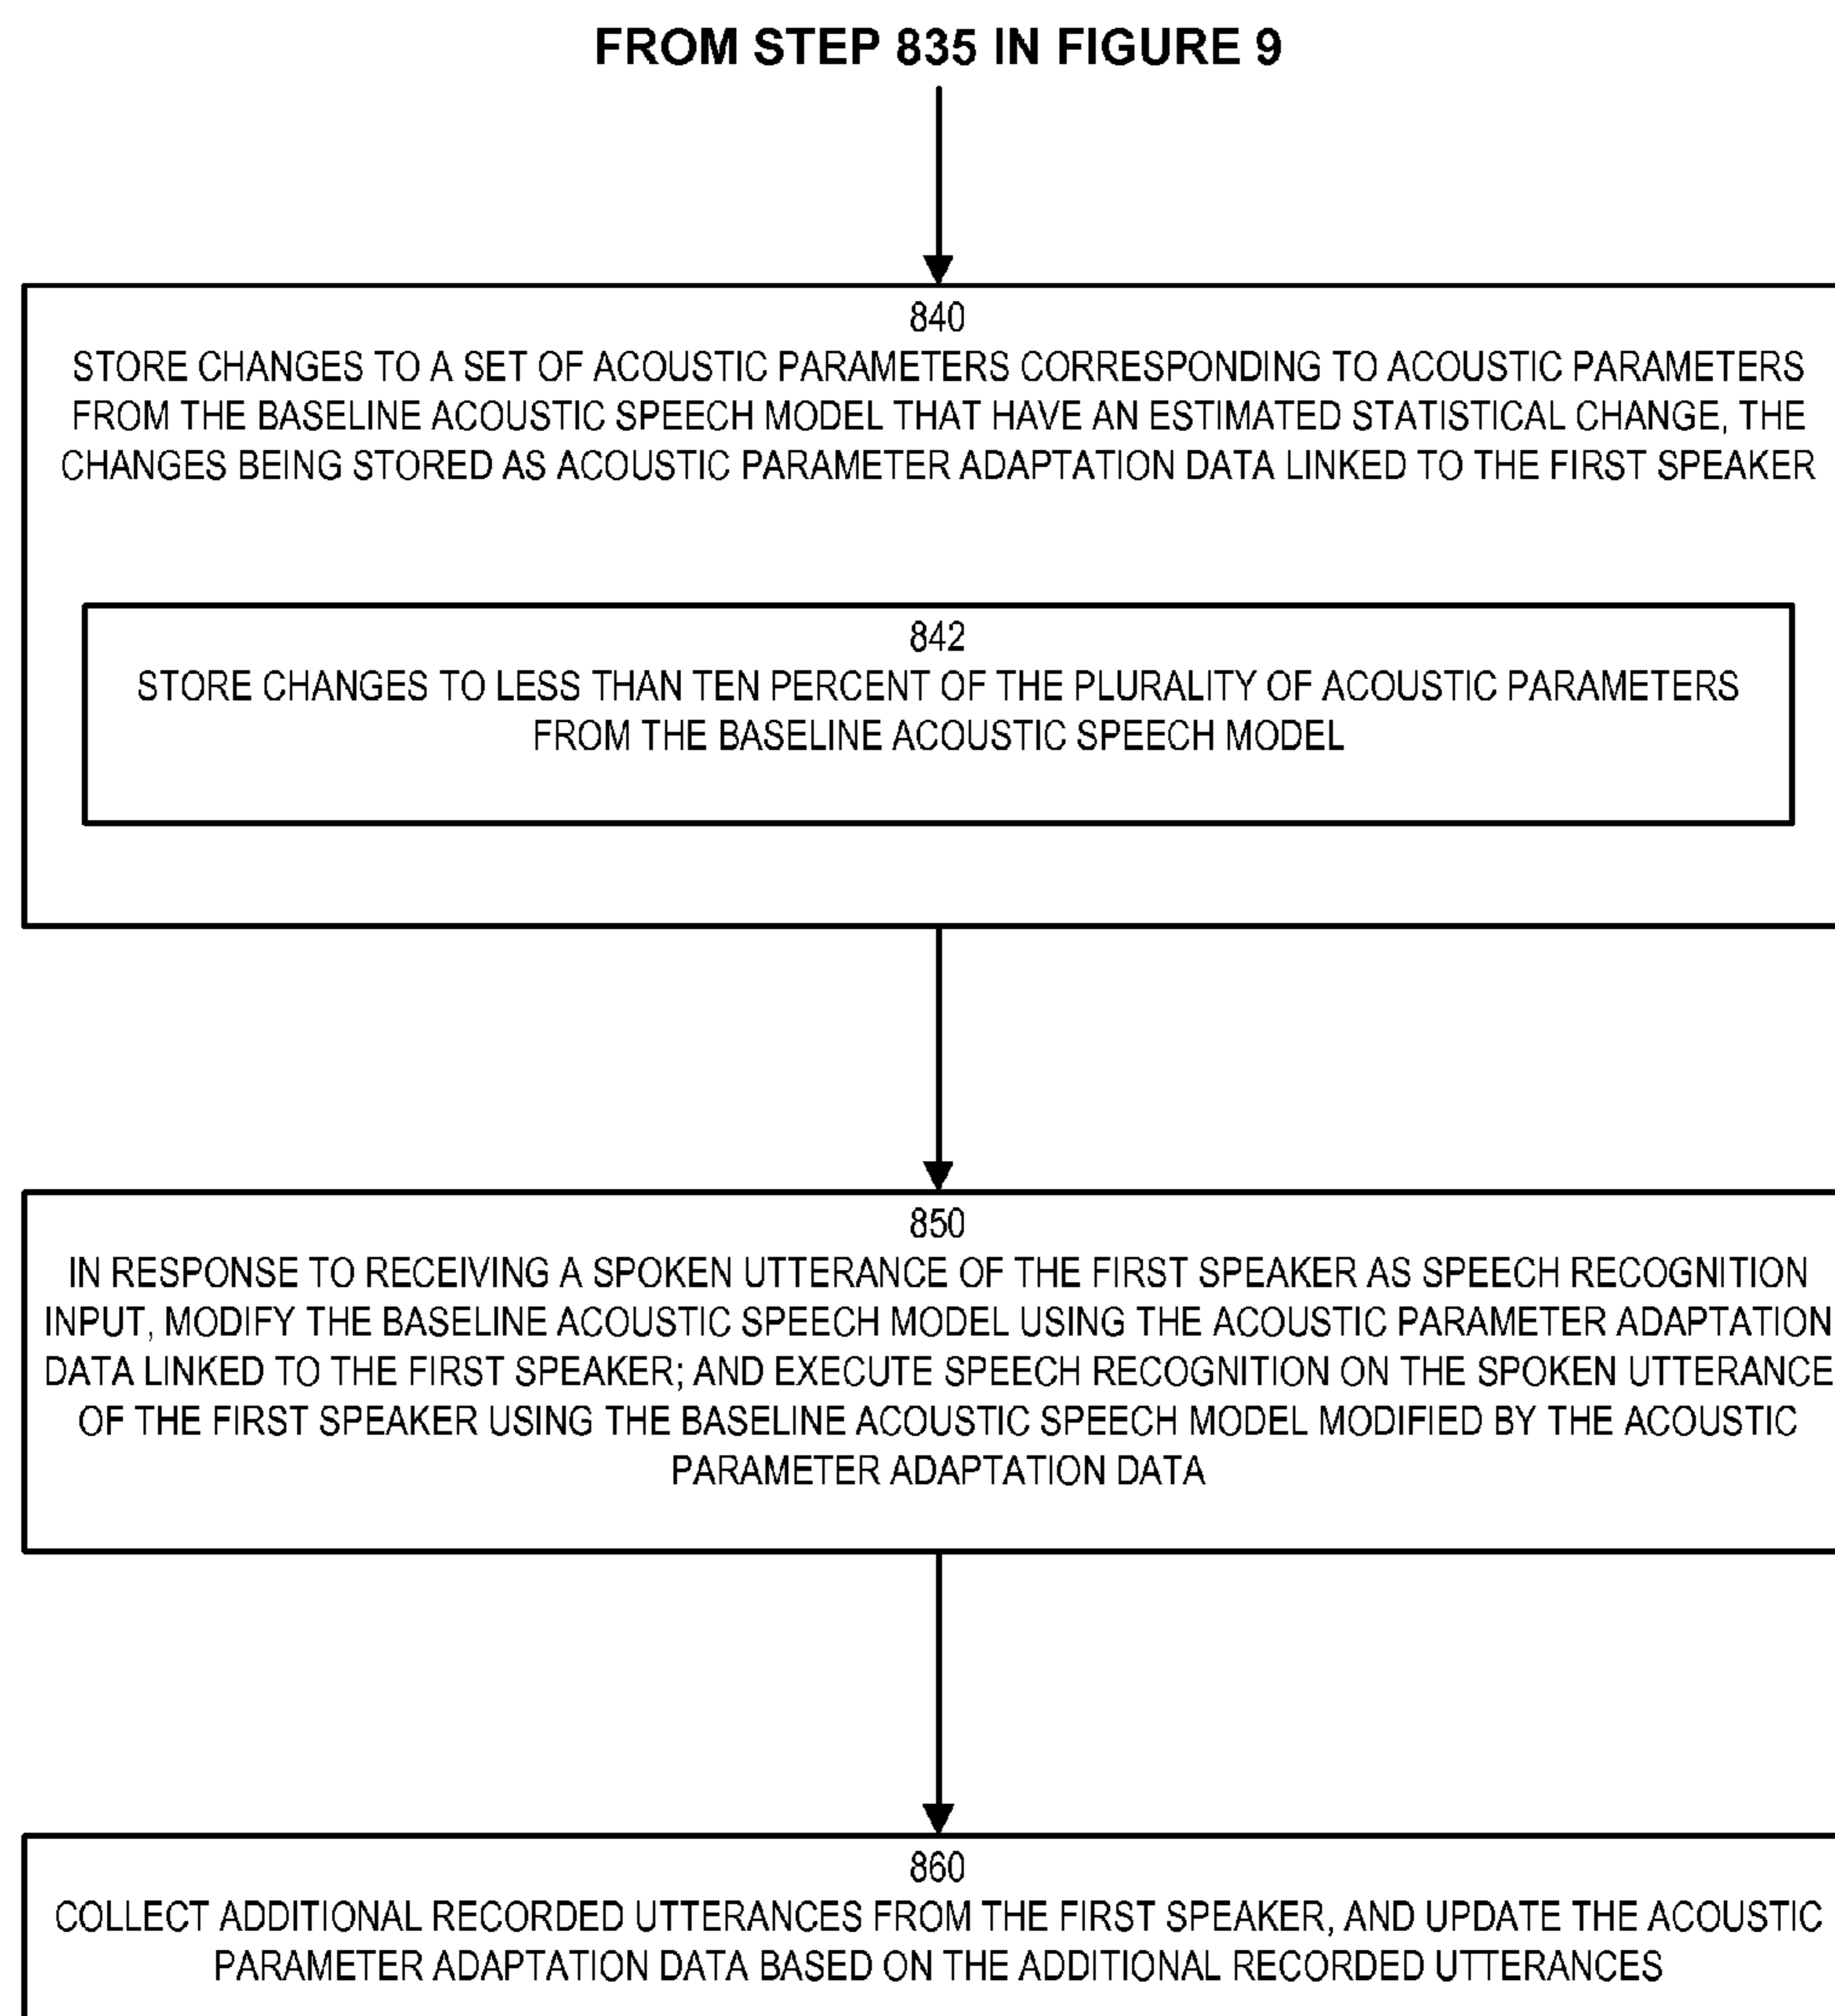 FROM STEP 835 IN FIGURE 9
840
STORE CHANGES TO A SET OF ACOUSTIC PARAMETERS CORRESPONDING TO ACOUSTIC PARAMETERS
FROM THE BASELINE ACOUSTIC SPEECH MODEL THAT HAVE AN ESTIMATED STATISTICAL CHANGE, THE
CHANGES BEING STORED AS ACOUSTIC PARAMETER ADAPTATION DATA LINKED TO THE FIRST SPEAKER
842
STORE CHANGES TO LESS THAN TEN PERCENT OF THE PLURALITY OF ACOUSTIC PARAMETERS
FROM THE BASELINE ACOUSTIC SPEECH MODEL
850
IN RESPONSE TO RECEIVING A SPOKEN UTTERANCE OF THE FIRST SPEAKER AS SPEECH RECOGNITION
INPUT, MODIFY THE BASELINE ACOUSTIC SPEECH MODEL USING THE ACOUSTIC PARAMETER ADAPTATION
DATA LINKED TO THE FIRST SPEAKER; AND EXECUTE SPEECH RECOGNITION ON THE SPOKEN UTTERANCE
OF THE FIRST SPEAKER USING THE BASELINE ACOUSTIC SPEECH MODEL MODIFIED BY THE ACOUSTIC
PARAMETER ADAPTATION DATA
860
COLLECT ADDITIONAL RECORDED UTTERANCES FROM THE FIRST SPEAKER, AND UPDATE THE ACOUSTIC
PARAMETER ADAPTATION DATA BASED ON THE ADDITIONAL RECORDED UTTERANCES